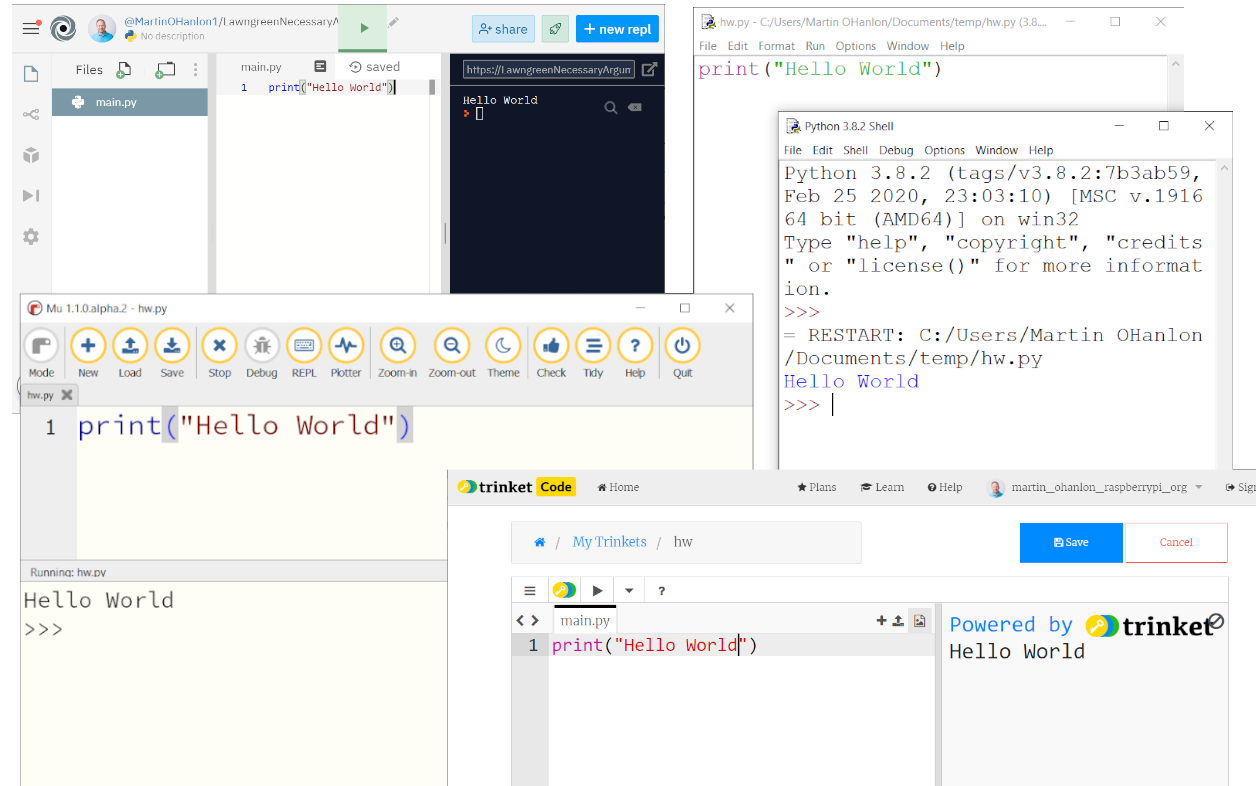 @MartinOHanlon1/LawngreenNecessaryA
No description
share
+ new repl
Files
main.py
main.py
saved
1 print("Hello World")
https://LawngreenNecessaryArgum
Hello World
hw.py - C:/Users/Martin OHanlon/Documents/temp/hw.py (3.8....
File Edit Format Run Options Window Help
print("Hello World")
Python 3.8.2 Shell
File Edit Shell Debug Options Window Help
Python 3.8.2 (tags/v3.8.2:7b3ab59,
Feb 25 2020, 23:03:10) [MSC v.1916
64 bit (AMD64)] on win32
Type "help", "copyright", "credits
" or "license()" for more informat
ion.
>>>
= RESTART: C:/Users/Martin OHanlon
/Documents/temp/hw.py
Hello World
>>>
Mu 1.1.0.alpha.2 - hw.py
Mode New Load Save Stop Debug REPL Plotter Zoom-in Zoom-out Theme Check Tidy Help Quit
hw.py
1 print("Hello World")
Running: hw.py
Hello World
>>>
trinket Code Home Plans Learn Help martin_ohanlon_raspberrypi_org Sig
/ My Trinkets / hw
Save
Cancel
?
main.py
1 print("Hello World")
Powered by trinket
Hello World